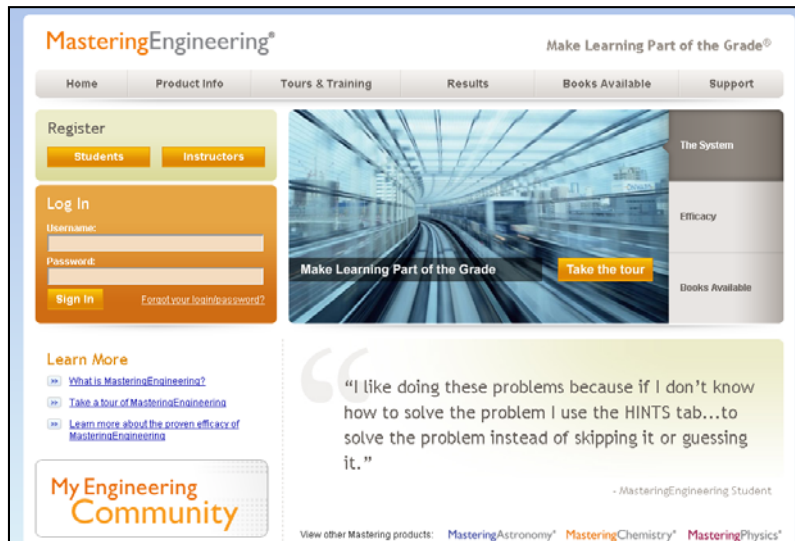 MasteringEngineering®
Make Learning Part of the Grade®
Home Product Info Tours & Training Results Books Available Support
Register
Students Instructors
Log In
Username:
Password:
Sign In Forgot your login/password?
Make Learning Part of the Grade Take the tour
The System
Efficacy
Books Available
Learn More
What is MasteringEngineering?
Take a tour of MasteringEngineering
Learn more about the proven efficacy of
MasteringEngineering
My Engineering
Community
“I like doing these problems because if I don’t know
how to solve the problem I use the HINTS tab...to
solve the problem instead of skipping it or guessing
it.”
- MasteringEngineering Student
View other Mastering products: MasteringAstronomy® MasteringChemistry® MasteringPhysics®